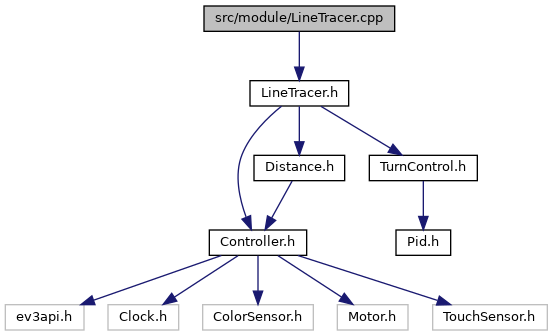 src/module/LineTracer.cpp
LineTracer.h
Distance.h
TurnControl.h
Controller.h
Pid.h
ev3api.h
Clock.h
ColorSensor.h
Motor.h
TouchSensor.h